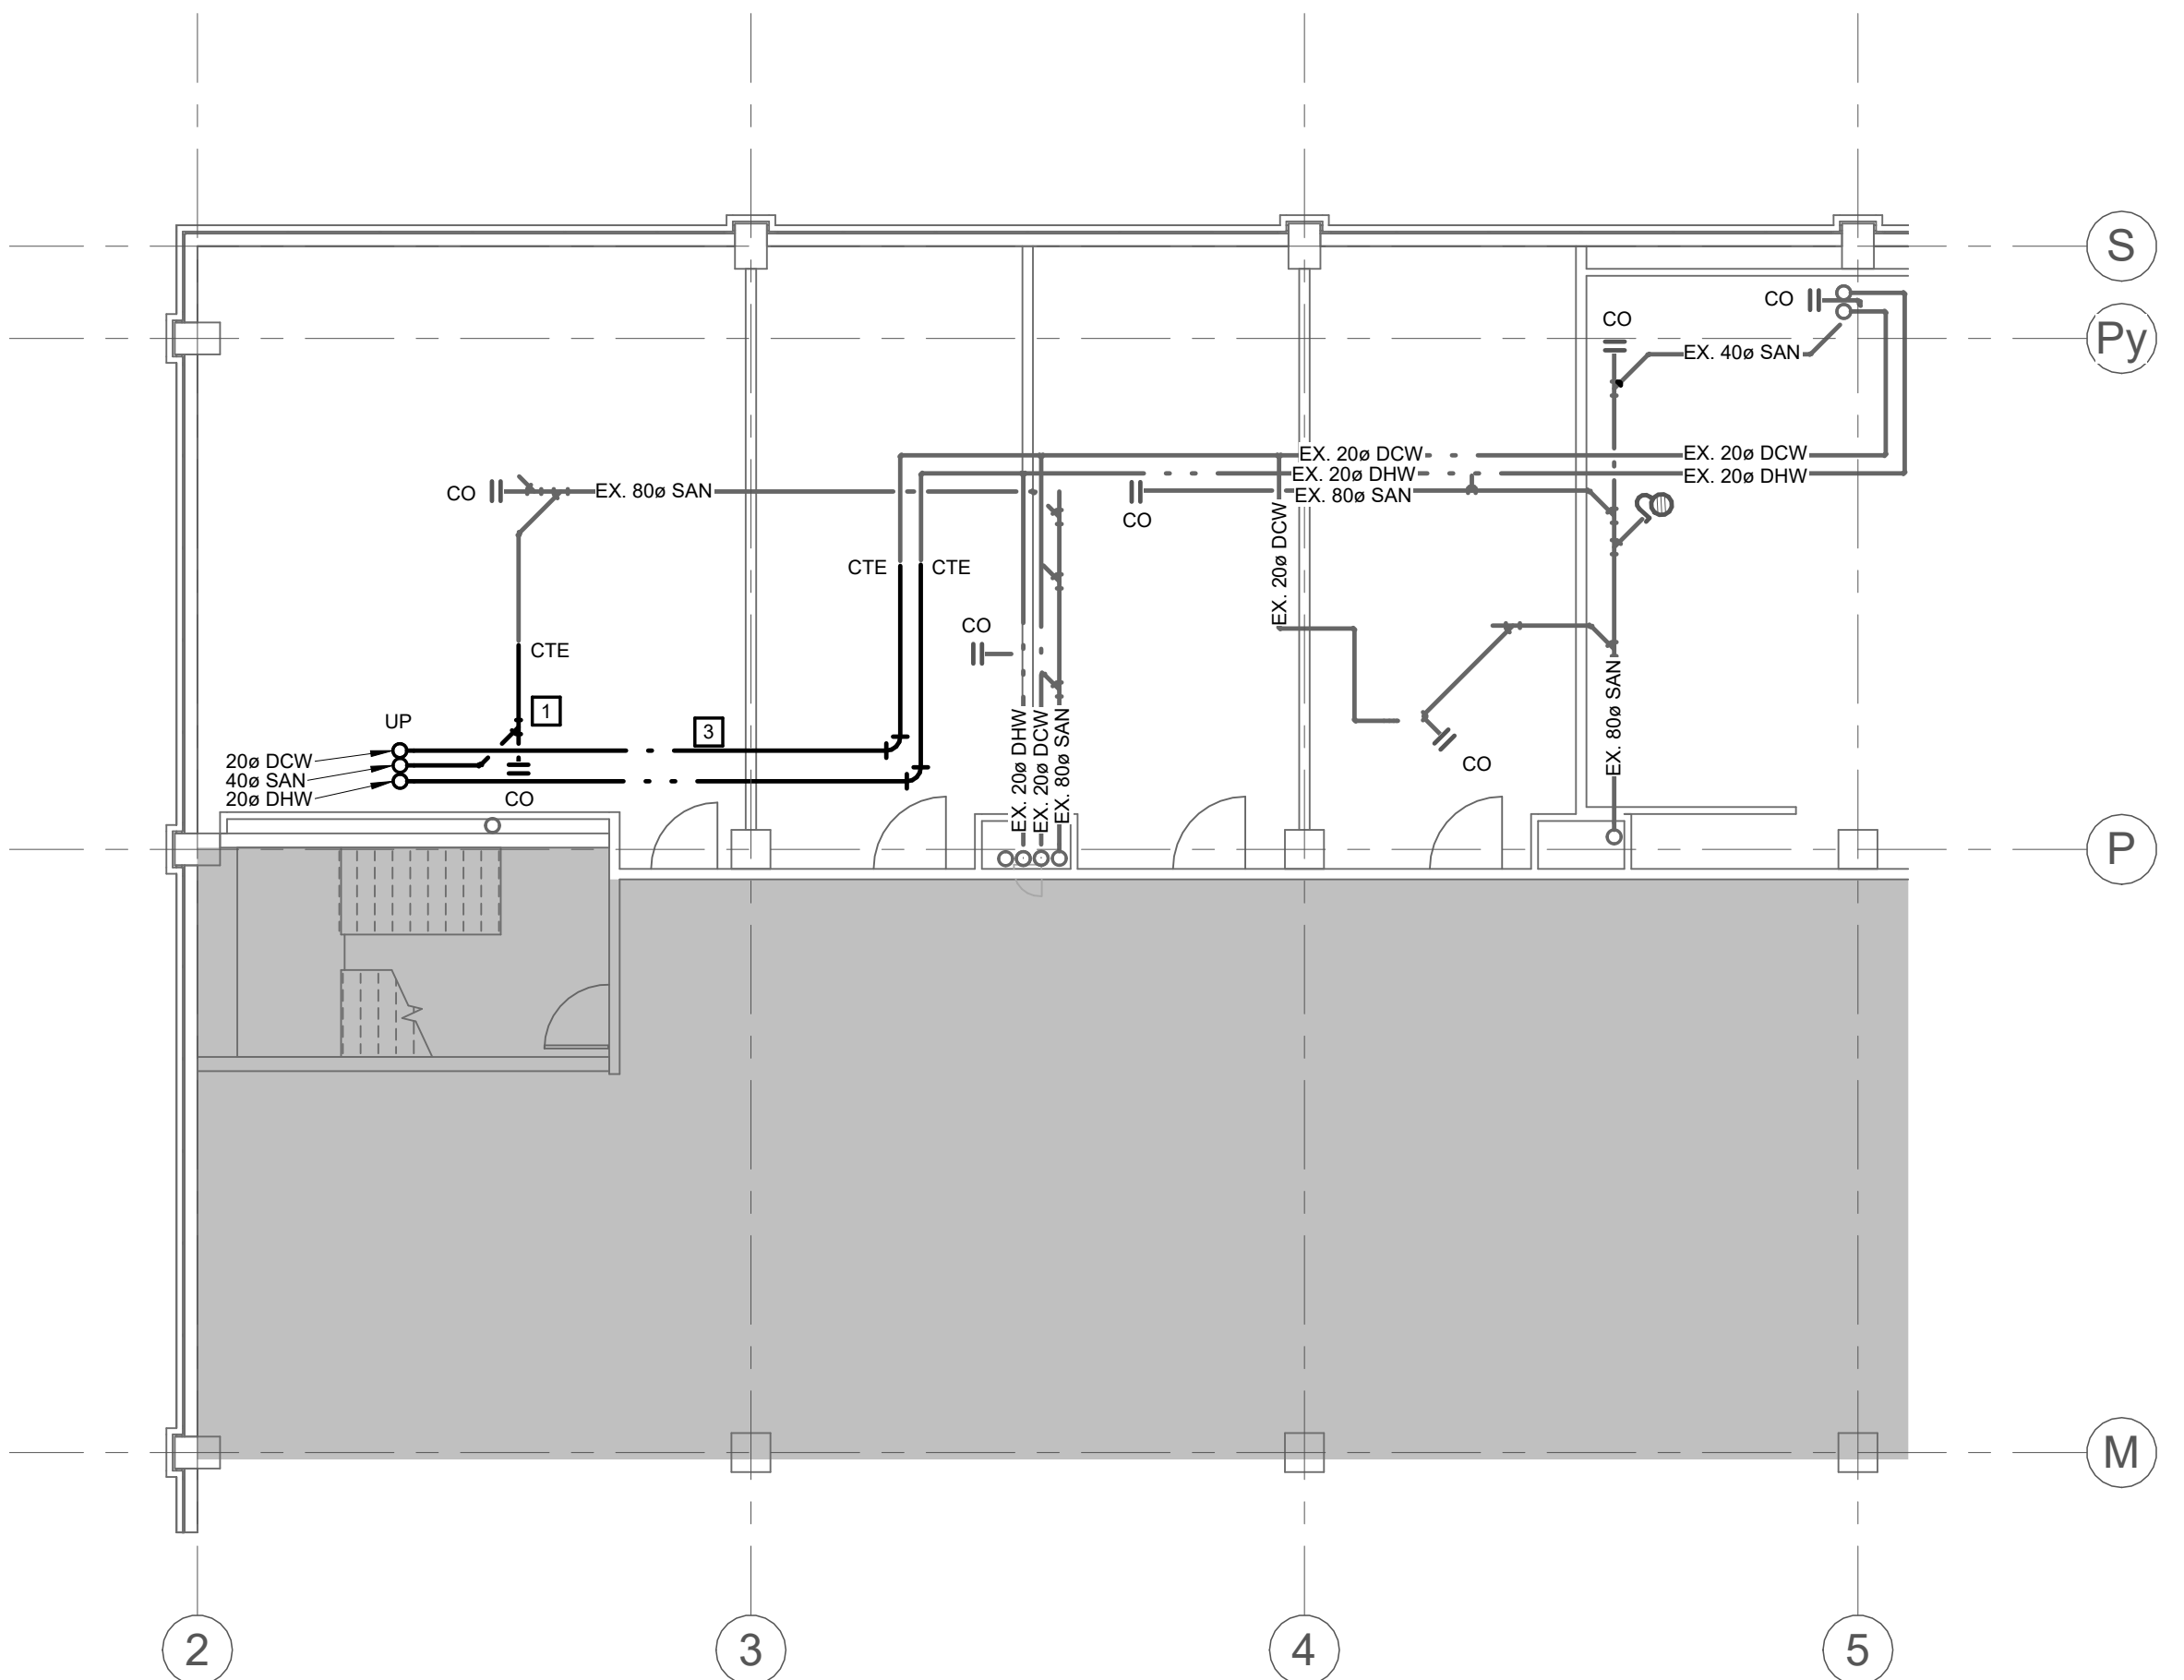 S
CO
CO
Py
EX. 40ø SAN
EX. 20ø DCW
EX. 20ø DCW
EX. 20ø DHW
EX. 20ø DHW
CO
EX. 80ø SAN
EX. 80ø SAN
CO
EX. 20ø DCW
CTE
CTE
CO
CTE
1
UP
3
20ø DCW
40ø SAN
20ø DHW
CO
EX. 20ø DHW
EX. 20ø DCW
EX. 80ø SAN
CO
EX. 80ø SAN
P
M
2
3
4
5